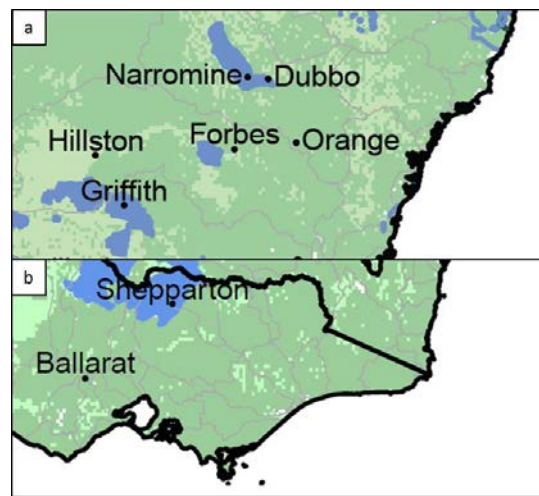 a
Narromine Dubbo
Hillston Forbes Orange
Griffith
b
Shepparton
Ballarat